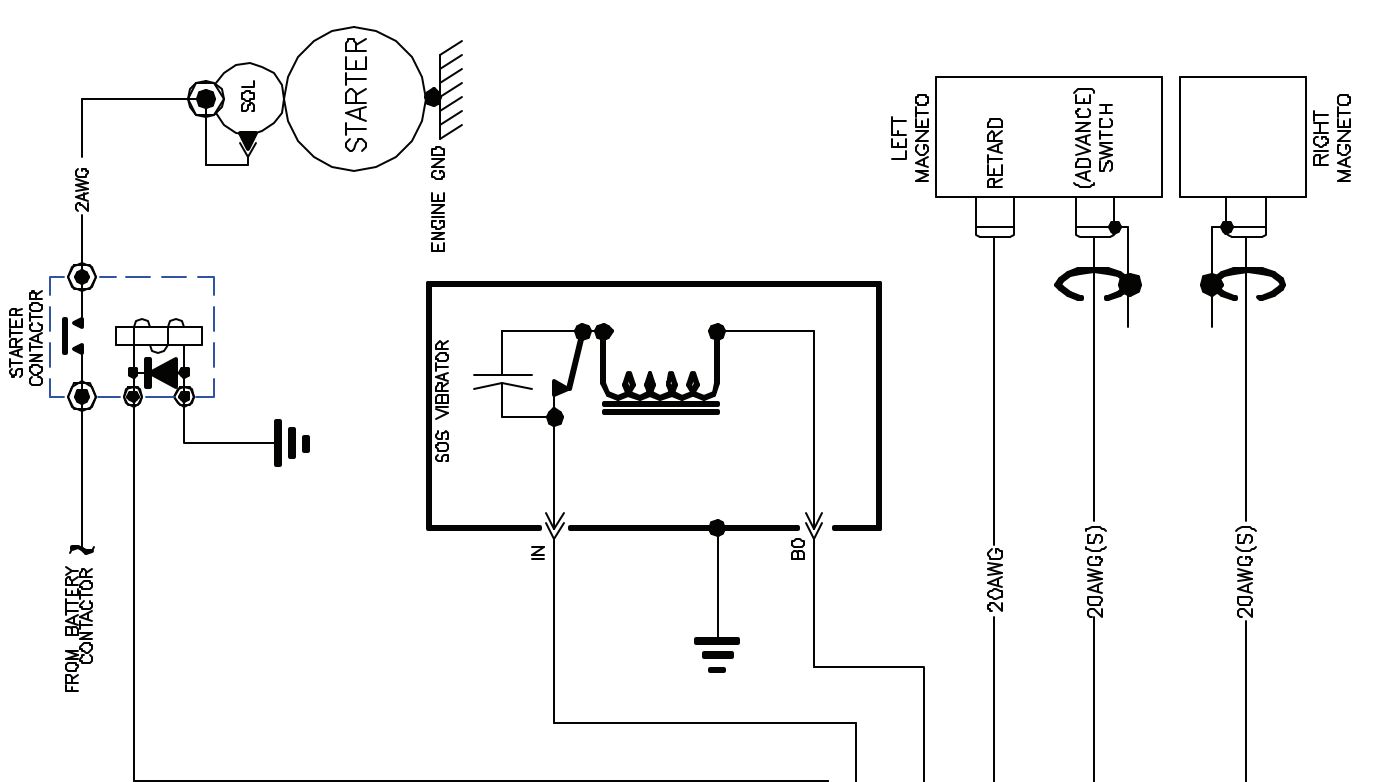 STARTER
SOL
ENGINE GND
2AWG
STARTER
CONTACTOR
FROM BATTERY
CONTACTOR
SOS VIBRATOR
IN
BO
LEFT
MAGNETO
RETARD
(ADVANCE)
SWITCH
RIGHT
MAGNETO
20AWG
20AWG(S)
20AWG(S)